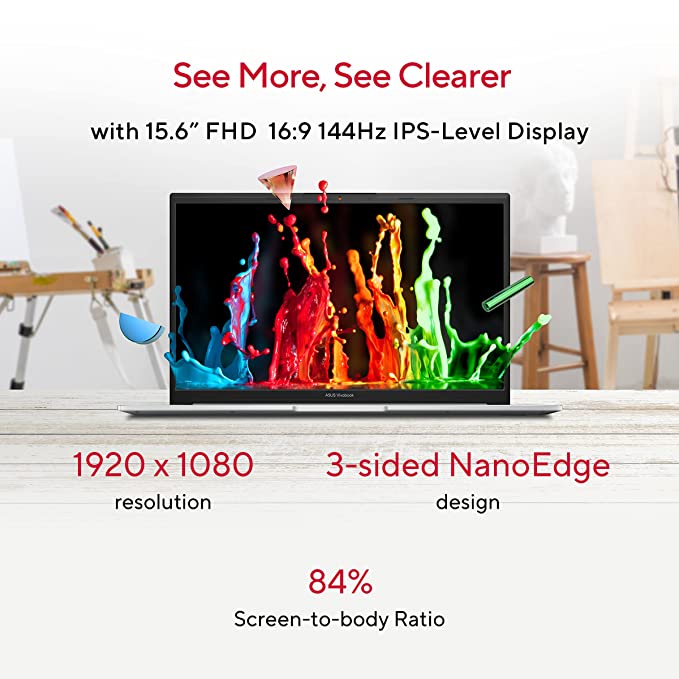 See More, See Clearer
with 15.6” FHD 16:9 144Hz IPS-Level Display
ASUS Vivobook
1920 x 1080
3-sided NanoEdge
resolution
design
84%
Screen-to-body Ratio